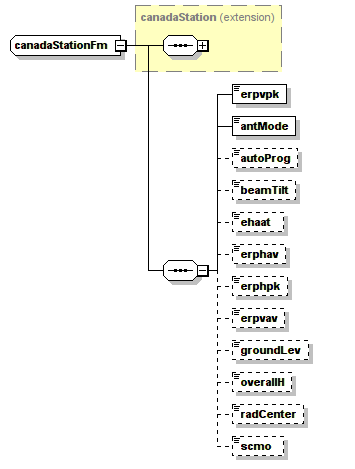 canadaStation (extension)
canadaStationFm
erpvpk
antMode
autoProg
beamTilt
ehaat
erphav
erphpk
erpvav
groundLev
overallH
radCenter
scmo